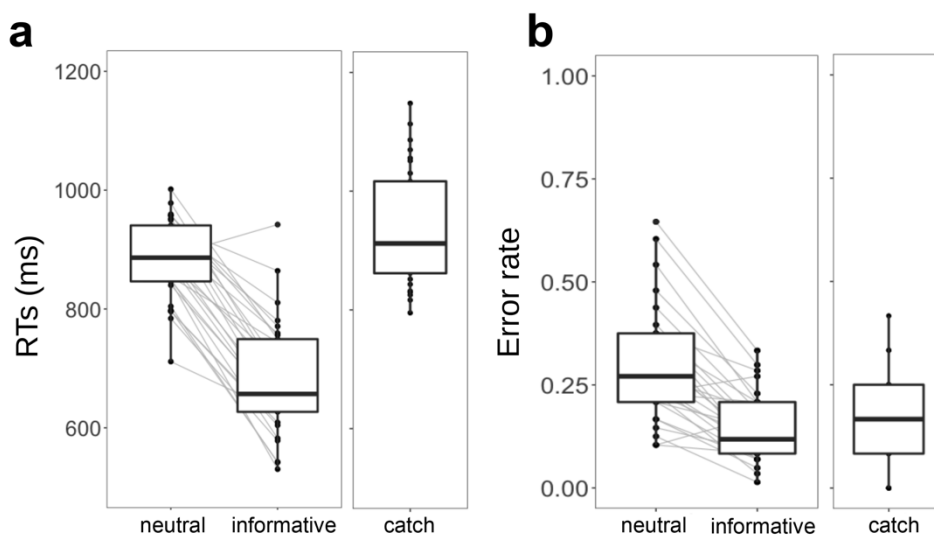 a
RTs (ms)
1200
1000
800
600
neutral
informative
catch
b
Error rate
1.00
0.75
0.50
0.25
0.00
neutral
informative
catch